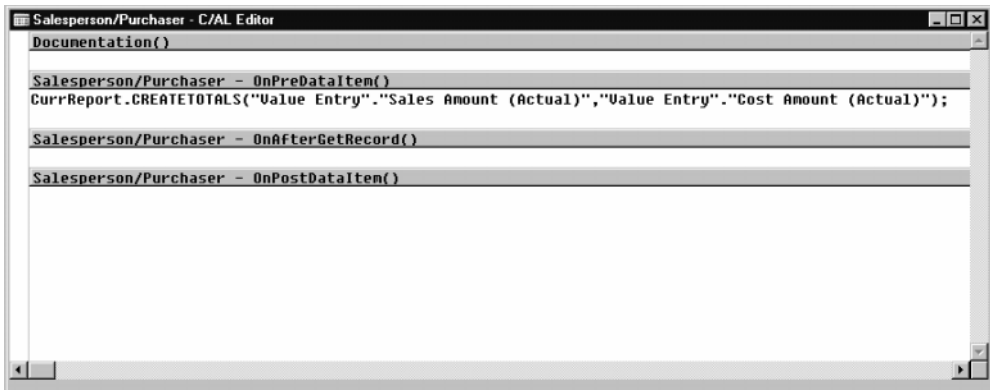 Salesperson/Purchaser - C/AL Editor
Documentation()
Salesperson/Purchaser - OnPreDataItem()
CurrReport.CREATETOTALS("Value Entry"."Sales Amount (Actual)","Value Entry"."Cost Amount (Actual)");
Salesperson/Purchaser - OnAfterGetRecord()
Salesperson/Purchaser - OnPostDataItem()